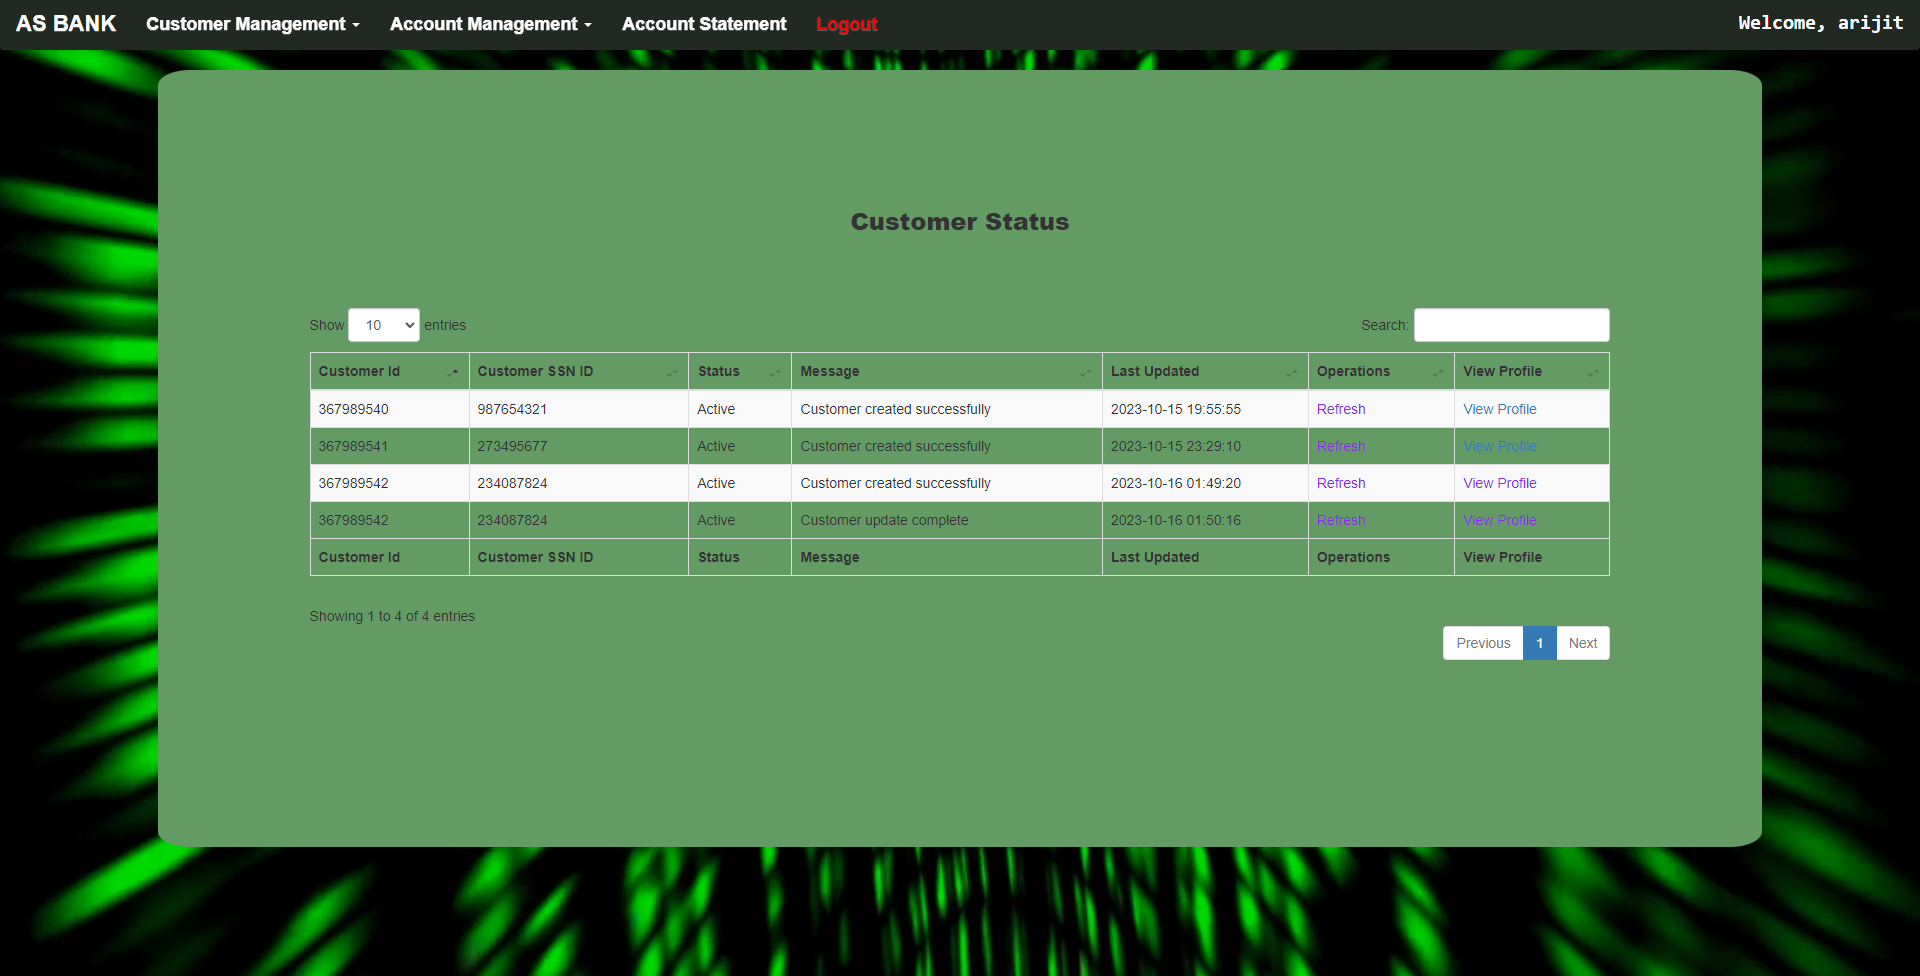 AS BANK Customer Management Account Management Account Statement Logout Welcome, arijit
Customer Status
Show 10 entries Search:
Customer Id Customer SSN ID Status Message Last Updated Operations View Profile
367989540 987654321 Active Customer created successfully 2023-10-15 19:55:55 Refresh View Profile
367989541 273495677 Active Customer created successfully 2023-10-15 23:29:10 Refresh View Profile
367989542 234087824 Active Customer created successfully 2023-10-16 01:49:20 Refresh View Profile
367989542 234087824 Active Customer update complete 2023-10-16 01:50:16 Refresh View Profile
Customer Id Customer SSN ID Status Message Last Updated Operations View Profile
Showing 1 to 4 of 4 entries
Previous 1 Next